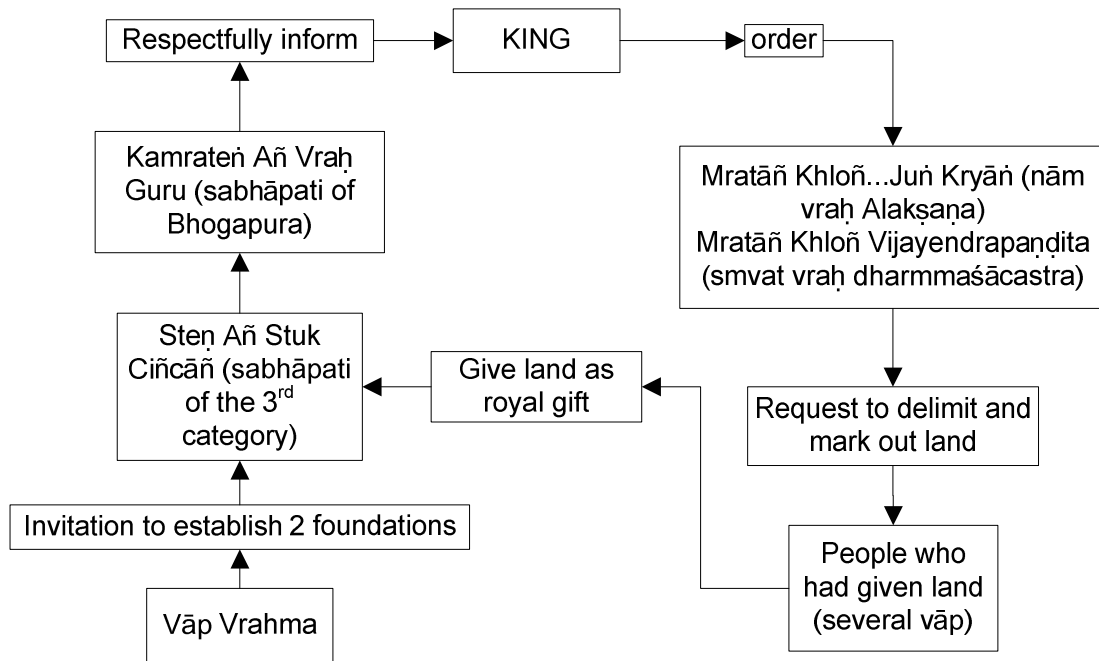 Respectfully inform
KING
order
Kamrateṅ Añ Vraḥ
Guru (sabhāpati of
Bhogapura)
Mratāñ Khloñ...Juṅ Kryāṅ (nām
vraḥ Alakṣaṇa)
Mratāñ Khloñ Vijayendrapaṇḍita
(smvat vraḥ dharmmaśācastra)
Steṇ Añ Stuk
Ciñcāñ (sabhāpati
of the 3rd
category)
Give land as
royal gift
Request to delimit and
mark out land
Invitation to establish 2 foundations
People who
had given land
(several vāp)
Vāp Vrahma